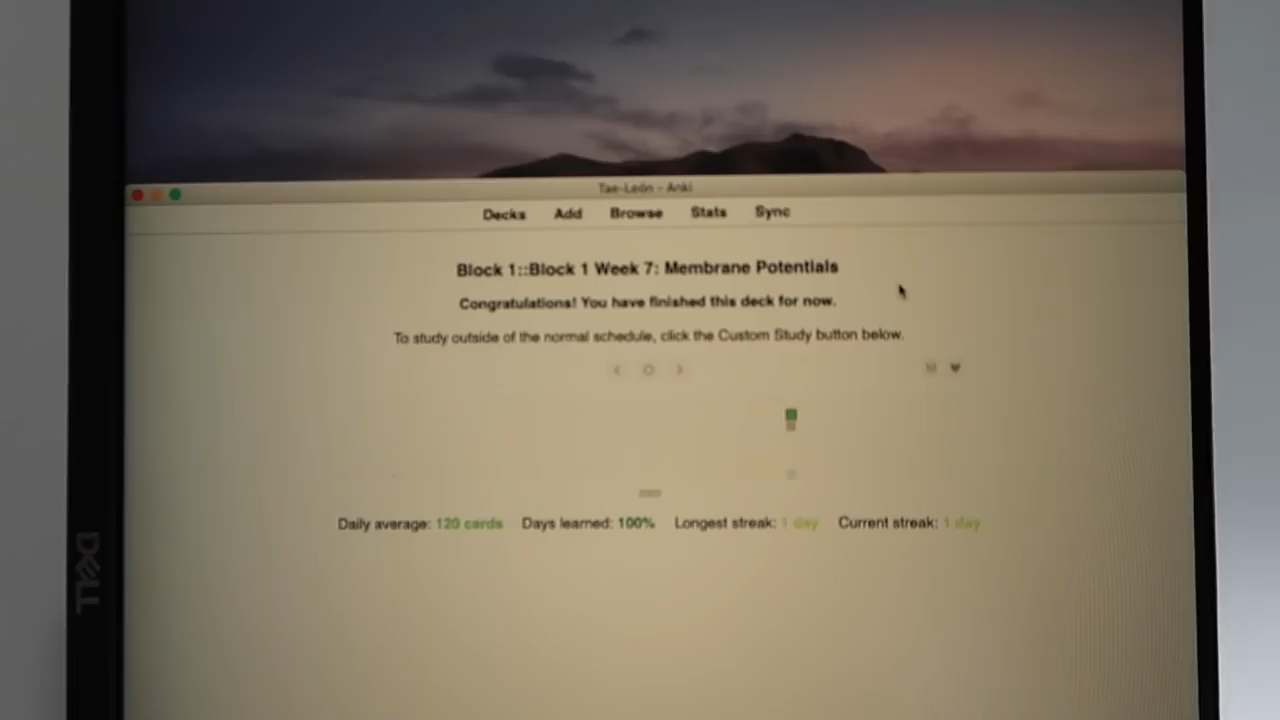 Tae-León - Anki
Decks Add Browse Stats Sync
Block 1::Block 1 Week 7: Membrane Potentials
Congratulations! You have finished this deck for now.
To study outside of the normal schedule, click the Custom Study button below.
Daily average: 120 cards Days learned: 100% Longest streak: 1 day Current streak: 1 day
DELL